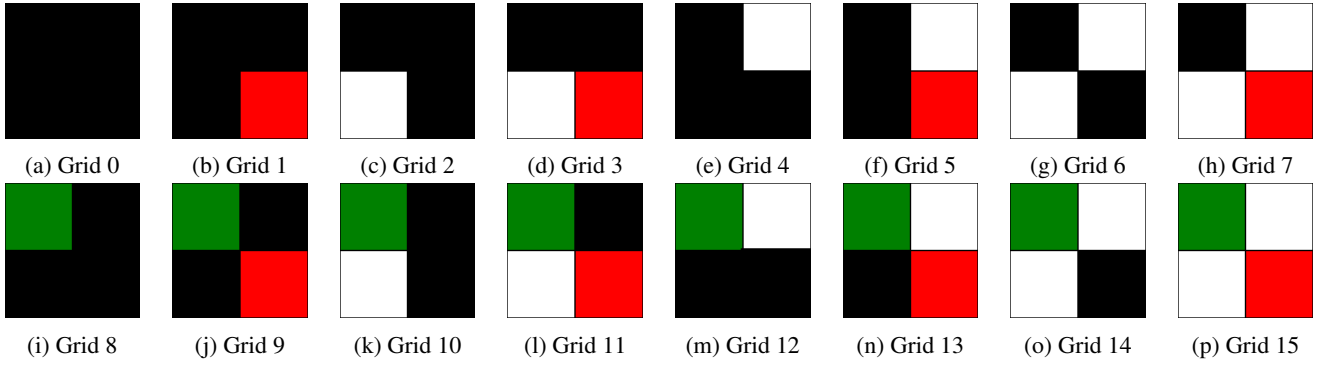 (a) Grid 0 (b) Grid 1 (c) Grid 2 (d) Grid 3 (e) Grid 4 (f) Grid 5 (g) Grid 6 (h) Grid 7
(i) Grid 8 (j) Grid 9 (k) Grid 10 (l) Grid 11 (m) Grid 12 (n) Grid 13 (o) Grid 14 (p) Grid 15